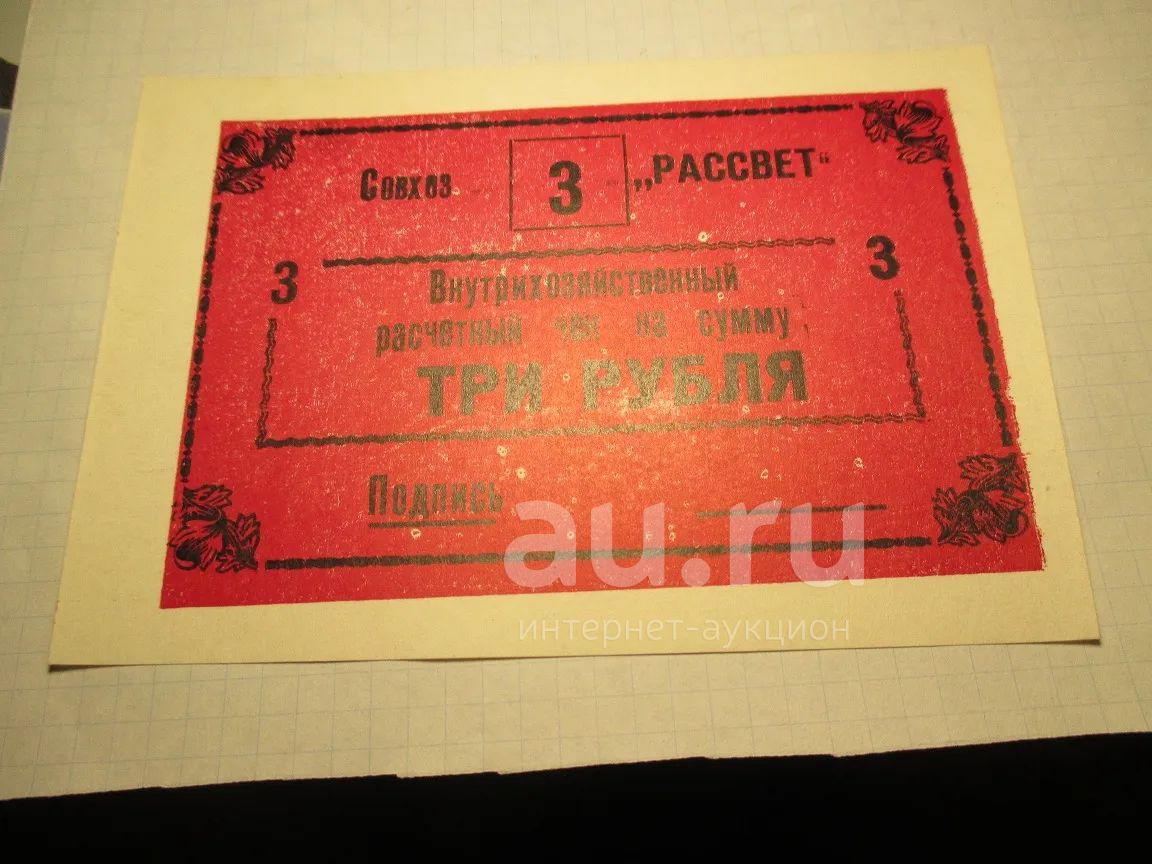 Совхоз 3 „РАССВЕТ“
3 3
Внутрихозяйственный
расчетный чек на сумму:
ТРИ РУБЛЯ
Подпись
au.ru
интернет-аукцион